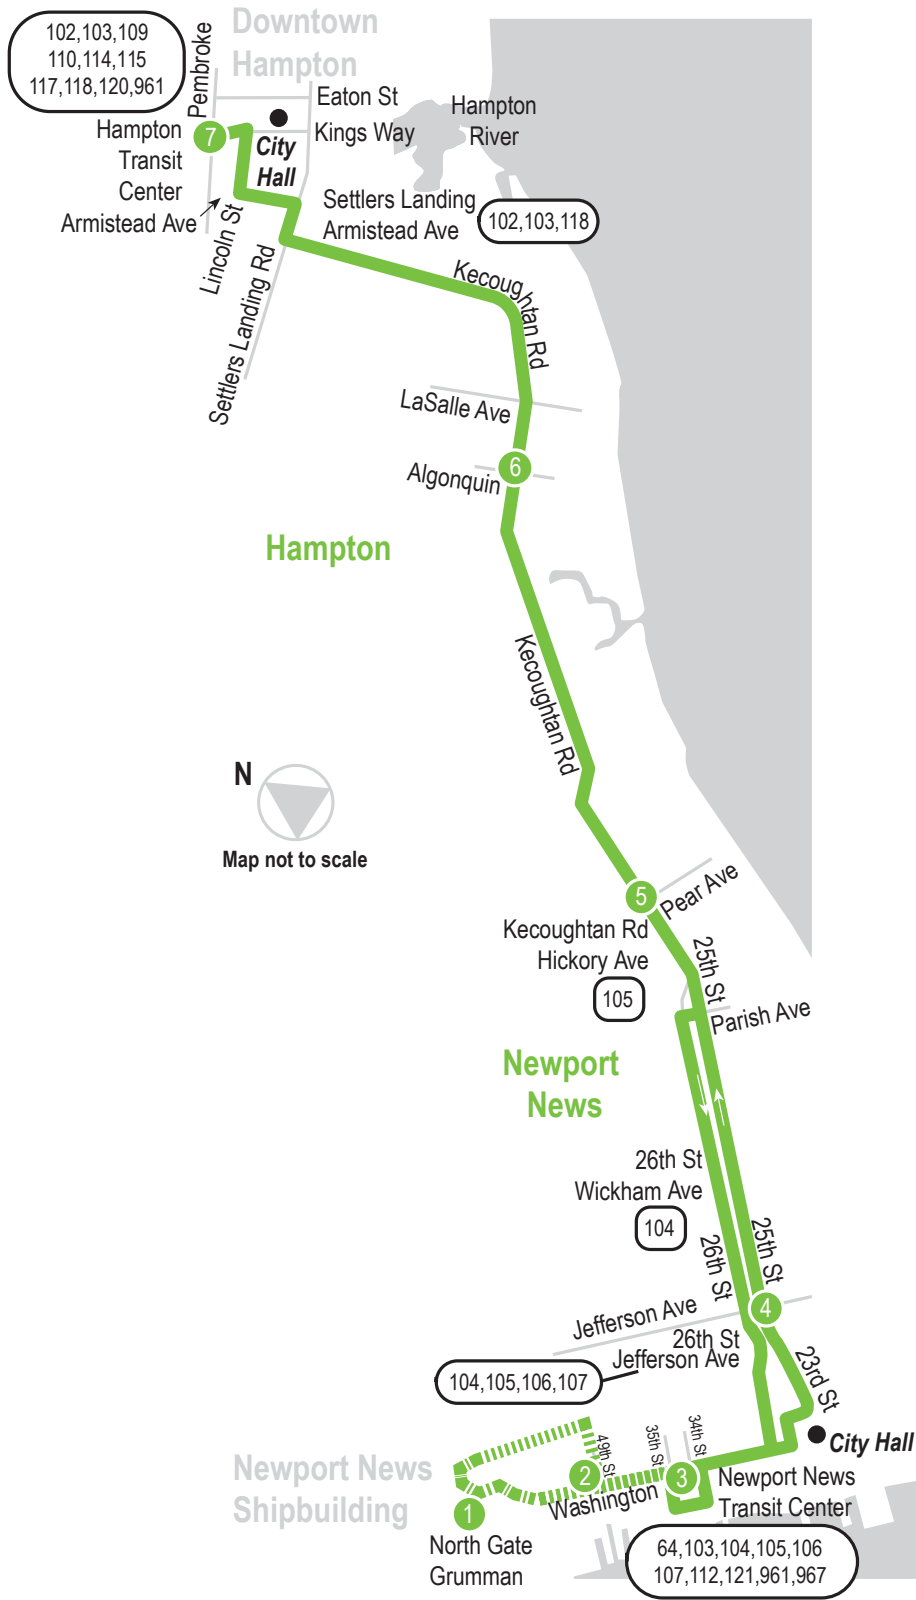 102,103,109
110,114,115
117,118,120,961
Pembroke
Downtown
Hampton
Eaton St
Kings Way
Hampton
River
7
City
Hall
Hampton
Transit
Center
Armistead Ave
Lincoln St
Settlers Landing
Armistead Ave
102,103,118
Settlers Landing Rd
Kecoughtan Rd
LaSalle Ave
6
Algonquin
Hampton
Kecoughtan Rd
N
Map not to scale
5
Pear Ave
Kecoughtan Rd
Hickory Ave
105
25th St
Parish Ave
Newport
News
26th St
Wickham Ave
104
26th St
25th St
4
Jefferson Ave
26th St
Jefferson Ave
104,105,106,107
23rd St
City Hall
49th St
35th St
34th St
Newport News
Shipbuilding
2
3
1
Washington
Newport News
Transit Center
North Gate
Grumman
64,103,104,105,106
107,112,121,961,967